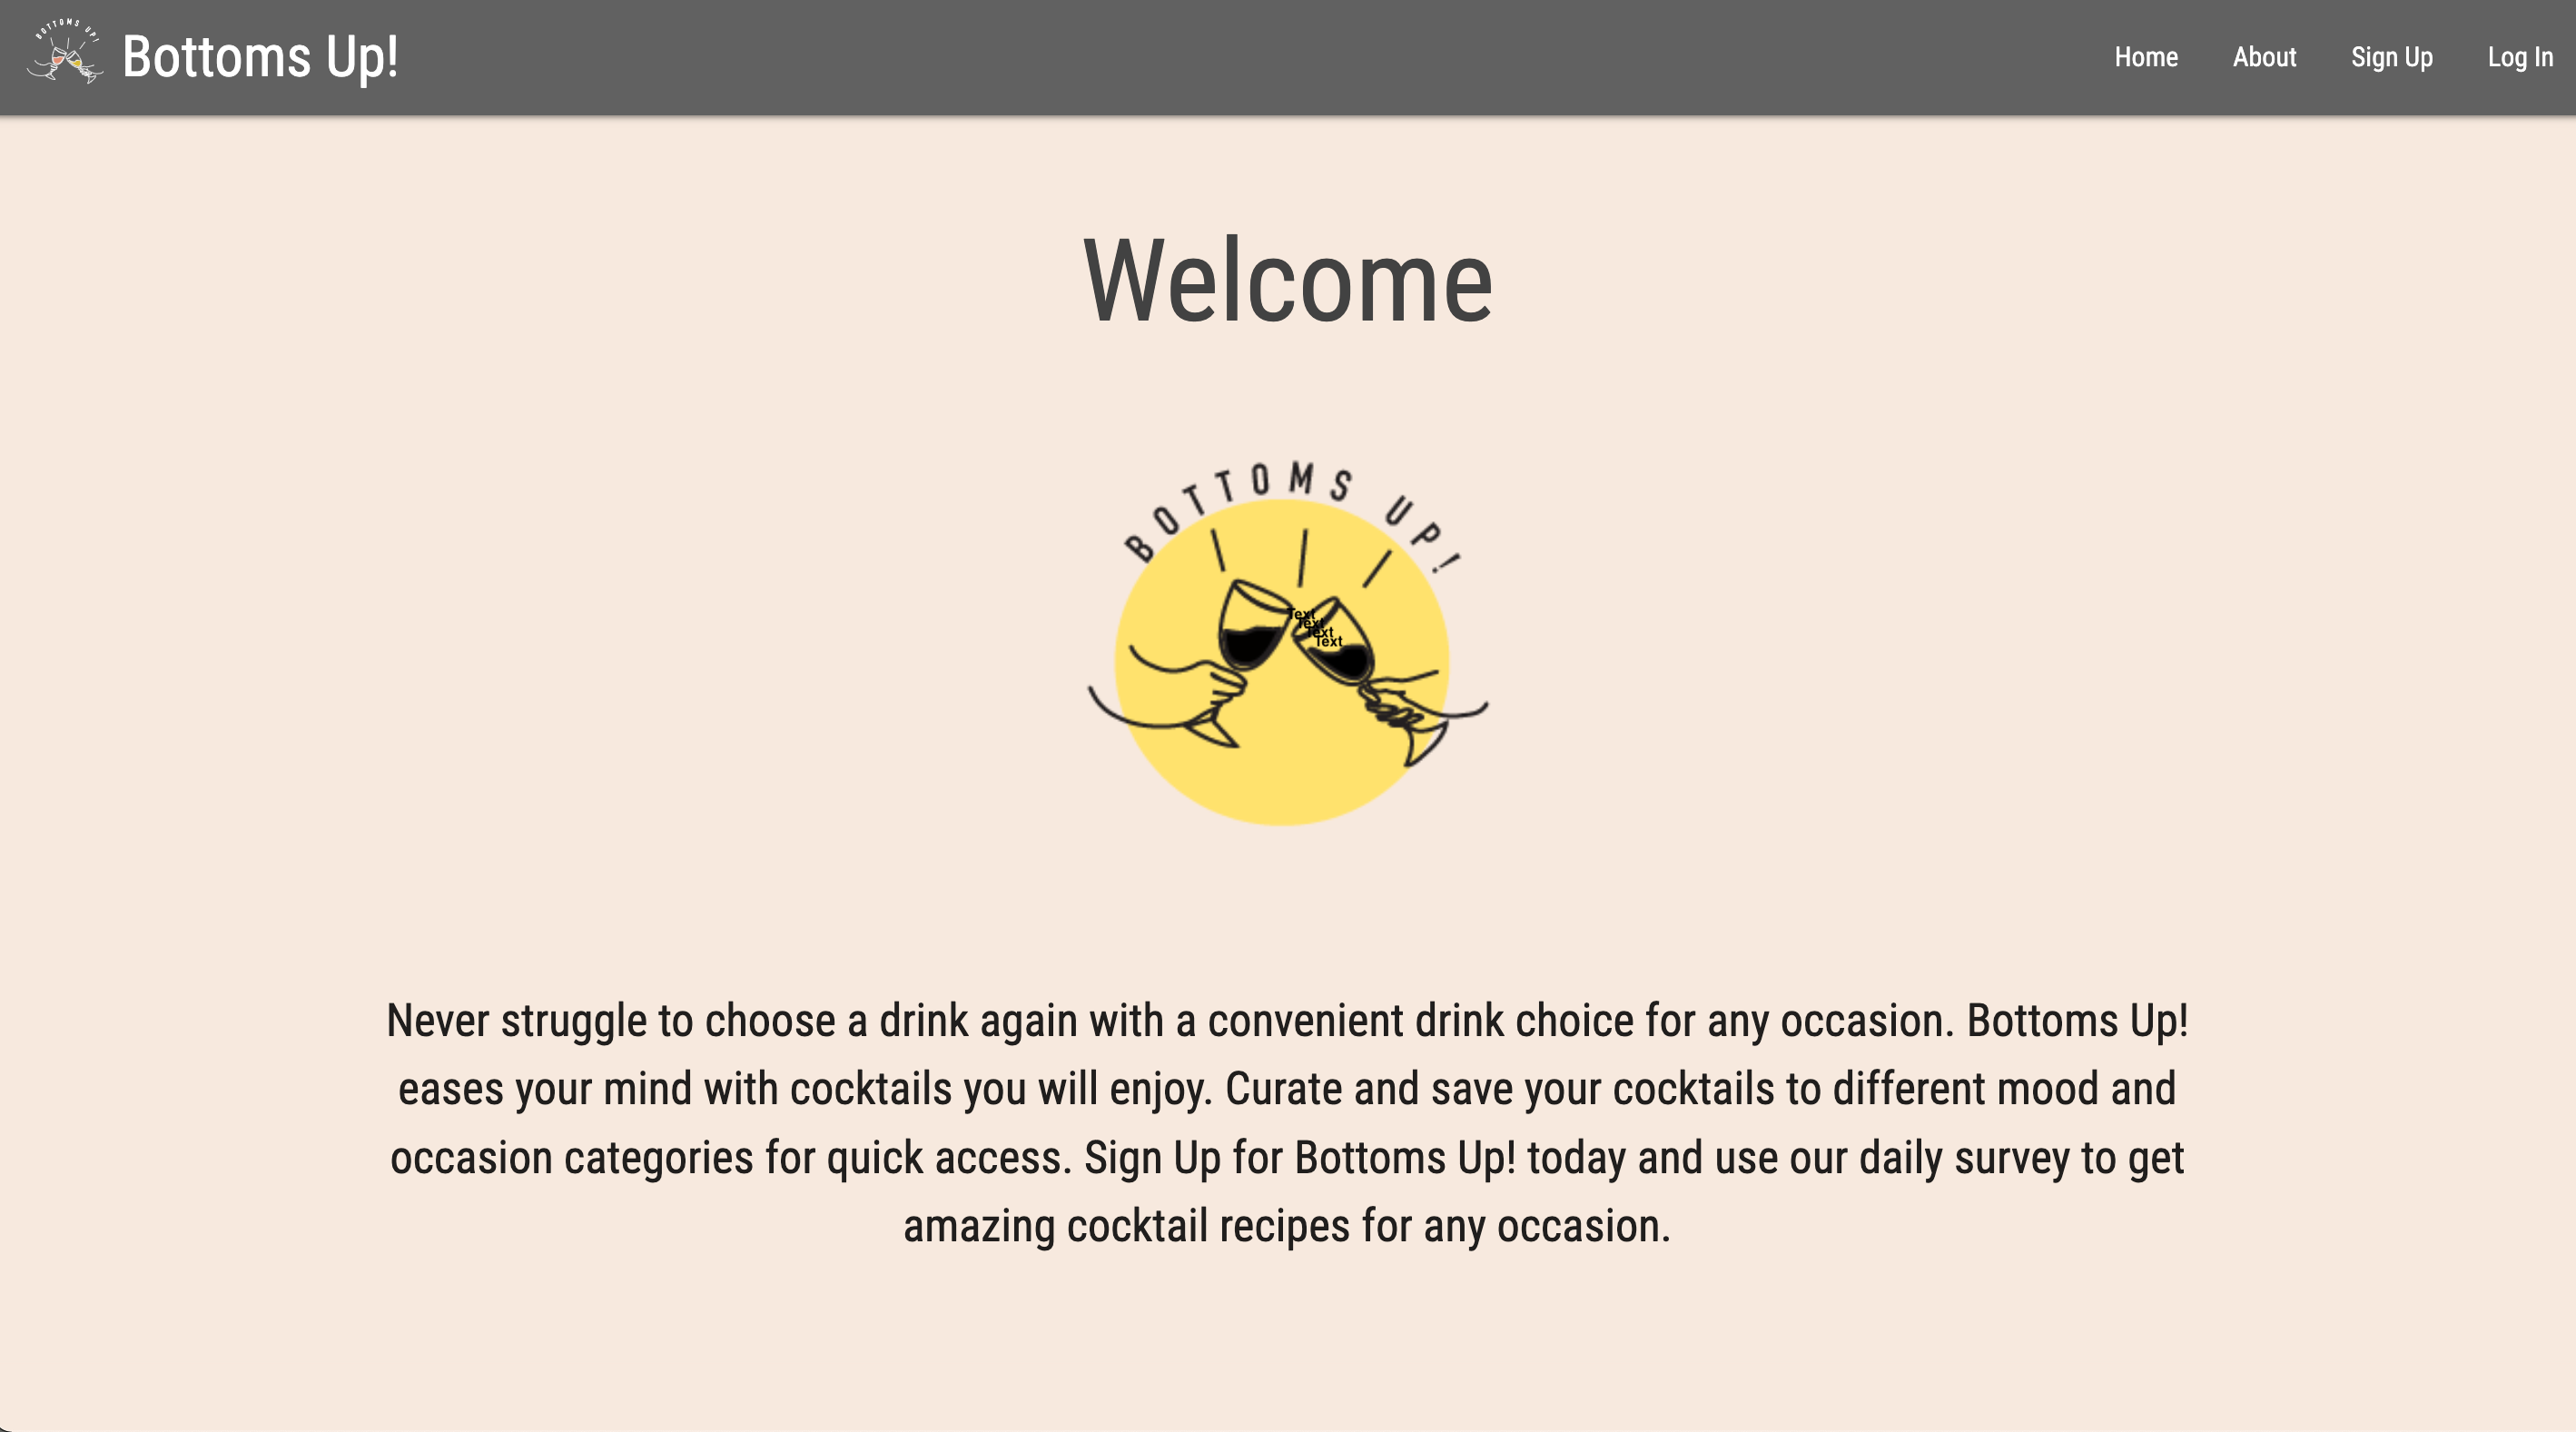 BOTTOMS UP!
Bottoms Up!
Home About Sign Up Log In
Welcome
BOTTOMS UP!
Text
Text
Text
Text
Never struggle to choose a drink again with a convenient drink choice for any occasion. Bottoms Up!
eases your mind with cocktails you will enjoy. Curate and save your cocktails to different mood and
occasion categories for quick access. Sign Up for Bottoms Up! today and use our daily survey to get
amazing cocktail recipes for any occasion.